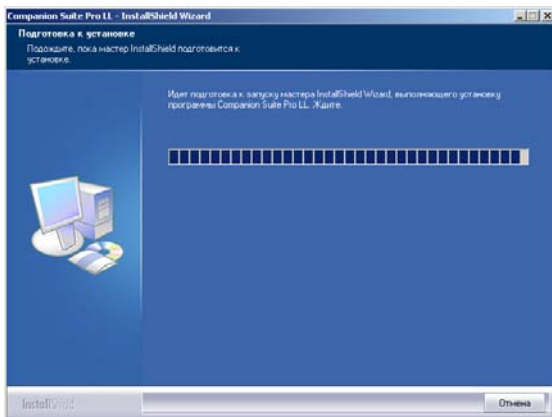 Companion Suite Pro LL - InstallShield Wizard
Подготовка к установке
Подождите, пока мастер InstallShield подготовится к
установке.
Идет подготовка к запуску мастера InstallShield Wizard, выполняющего установку
программы Companion Suite Pro LL. Ждите.
InstallShield
Отмена